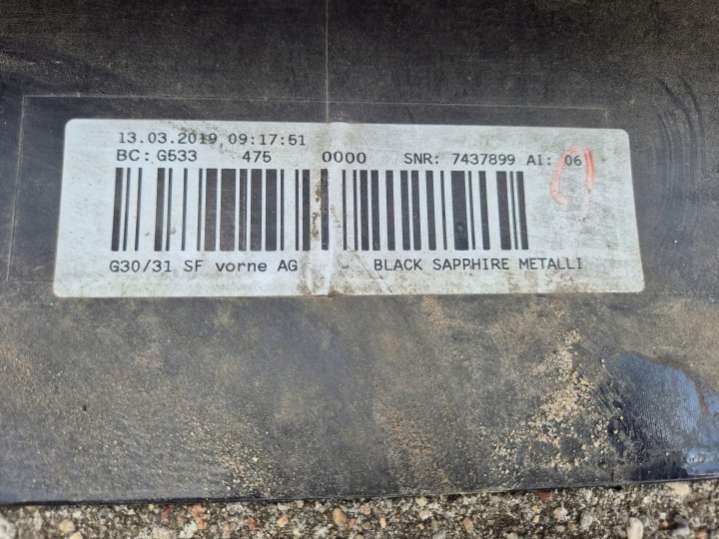 13.03.2019 09:17:51
BC: G533 475 0000 SNR: 7437899 AI: 06
G30/31 SF vorne AG - BLACK SAPPHIRE METALLI